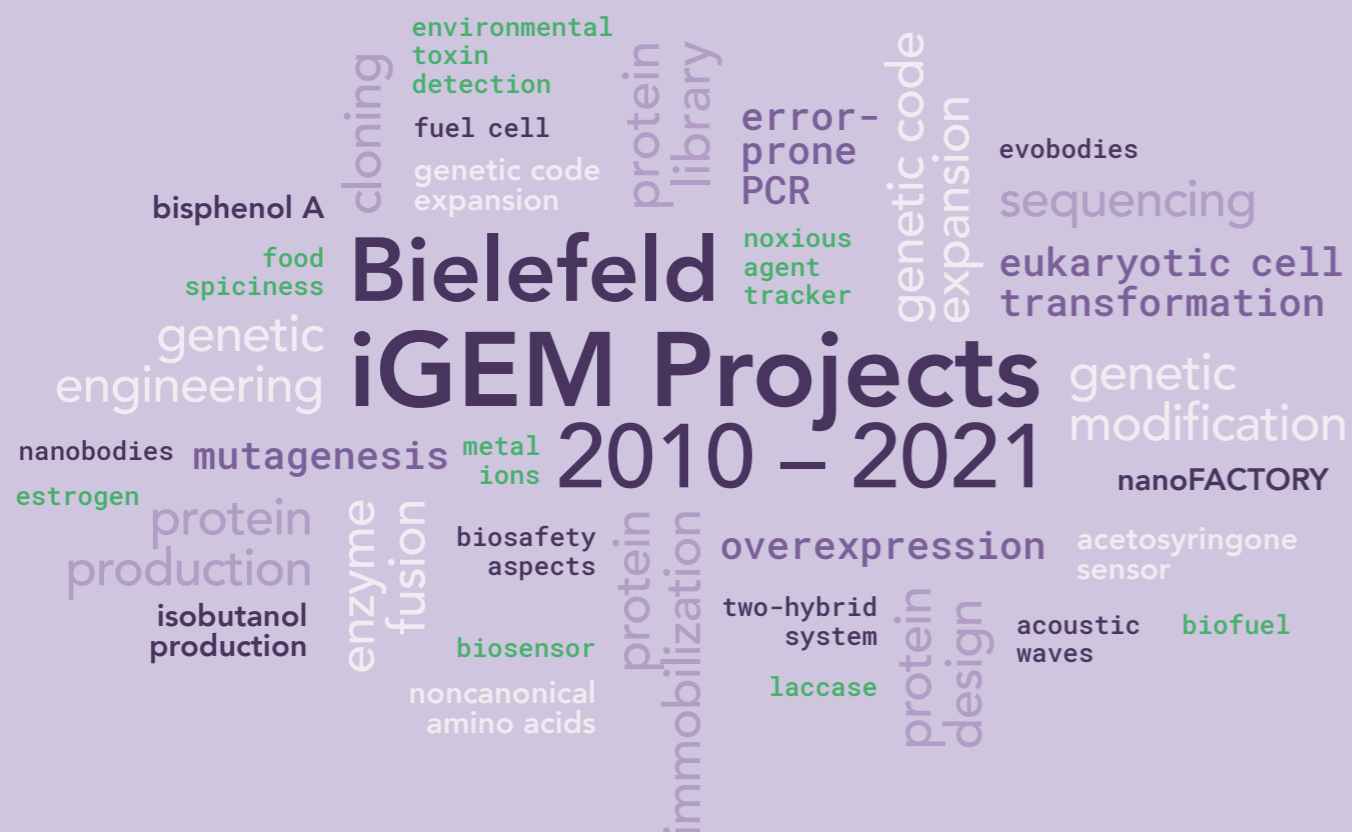 environmental
toxin
detection
fuel cell
genetic code
expansion
cloning
protein
library
error-
prone
PCR
genetic code
expansion
evobodies
sequencing
bisphenol A
food
spiciness
Bielefeld
noxious
agent
tracker
eukaryotic cell
transformation
genetic
engineering
iGEM Projects
genetic
modification
nanobodies
mutagenesis
metal
ions
2010 – 2021
nanoFACTORY
estrogen
protein
production
enzyme
fusion
biosafety
aspects
protein
immobilization
overexpression
acetosyringone
sensor
isobutanol
production
biosensor
two-hybrid
system
protein
design
acoustic
waves
biofuel
noncanonical
amino acids
laccase